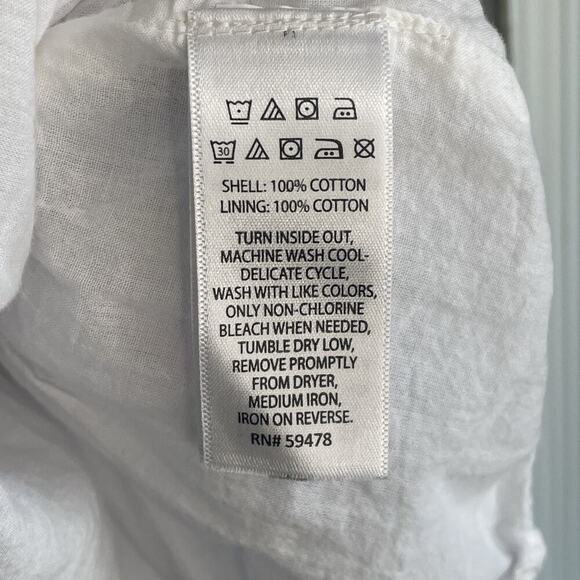 30
SHELL: 100% COTTON
LINING: 100% COTTON
TURN INSIDE OUT,
MACHINE WASH COOL-
DELICATE CYCLE,
WASH WITH LIKE COLORS,
ONLY NON-CHLORINE
BLEACH WHEN NEEDED,
TUMBLE DRY LOW,
REMOVE PROMPTLY
FROM DRYER,
MEDIUM IRON,
IRON ON REVERSE.
RN# 59478